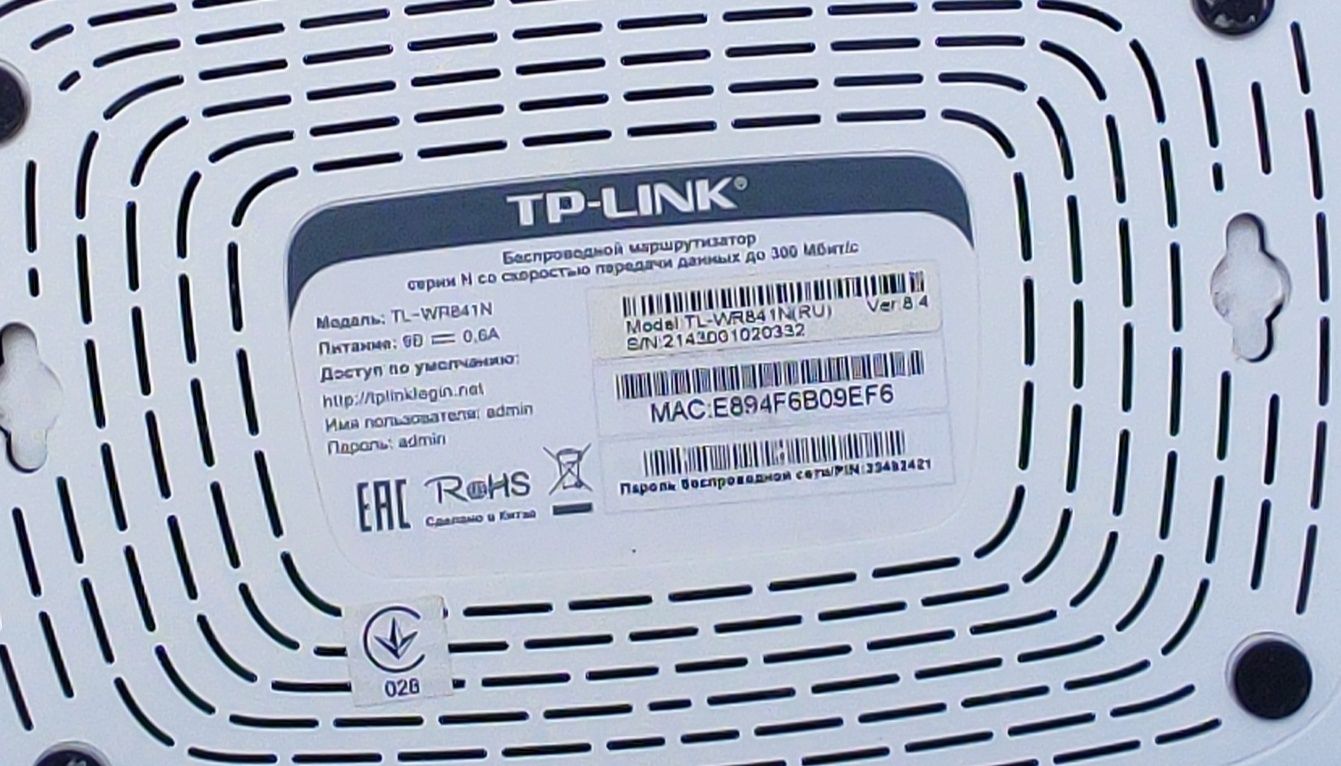 TP-LINK®
Беспроводной маршрутизатор
серии N со скоростью передачи данных до 300 Мбит/с
Модель: TL-WR841N
Питание: 9В 0,6А
Доступ по умолчанию:
http://tplinklogin.net
Имя пользователя: admin
Пароль: admin
EAC RoHS
Сделано в Китае
Model:TL-WR841N(RU) Ver:8.4
S/N:2143001020332
MAC:E894F6B09EF6
Пароль беспроводной сети/PIN:33492421
028